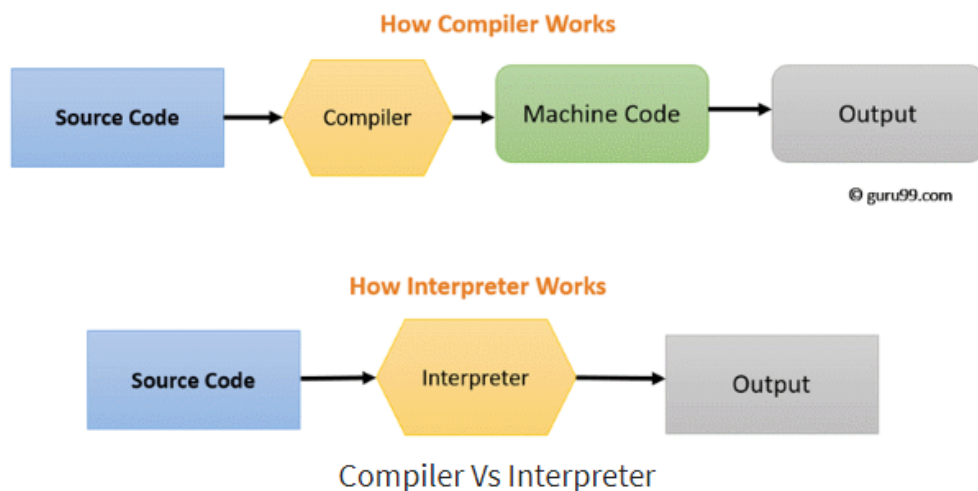 How Compiler Works
Source Code
Compiler
Machine Code
Output
© guru99.com
How Interpreter Works
Source Code
Interpreter
Output
Compiler Vs Interpreter